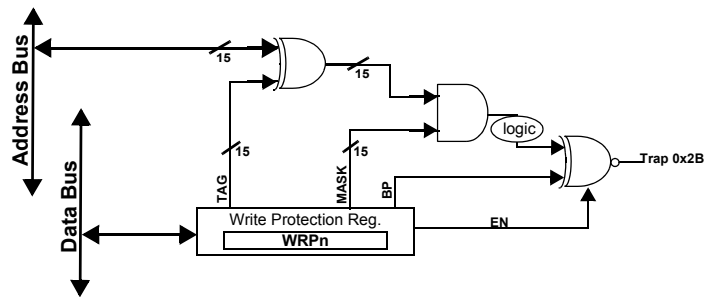 Address Bus
15
15
logic
15
15
TAG
MASK
BP
Trap 0x2B
Data Bus
Write Protection Reg.
WRPn
EN